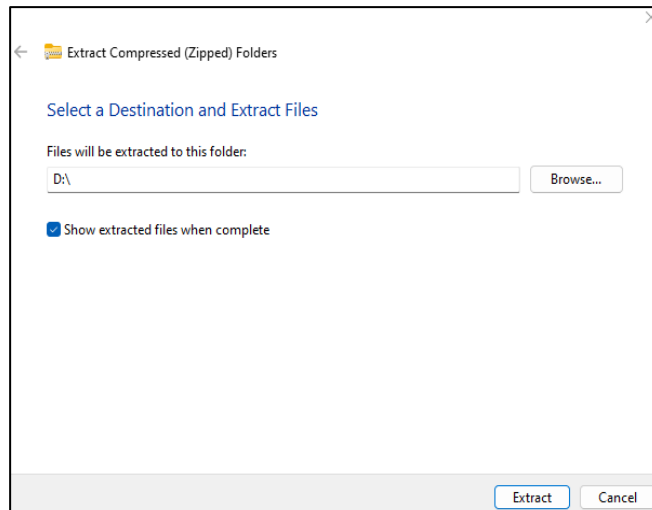 Extract Compressed (Zipped) Folders
Select a Destination and Extract Files
Files will be extracted to this folder:
D:\
Browse...
Show extracted files when complete
Extract
Cancel